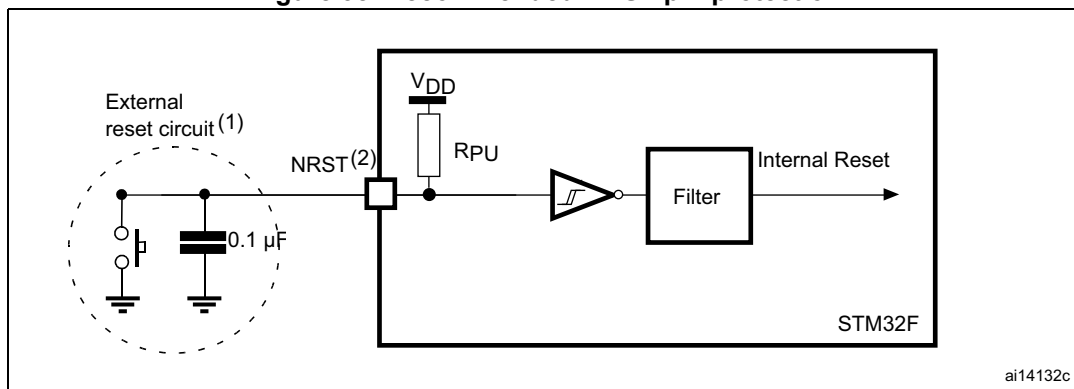 External
reset circuit(1)
VDD
RPU
NRST(2)
Internal Reset
Filter
0.1 µF
STM32F
ai14132c